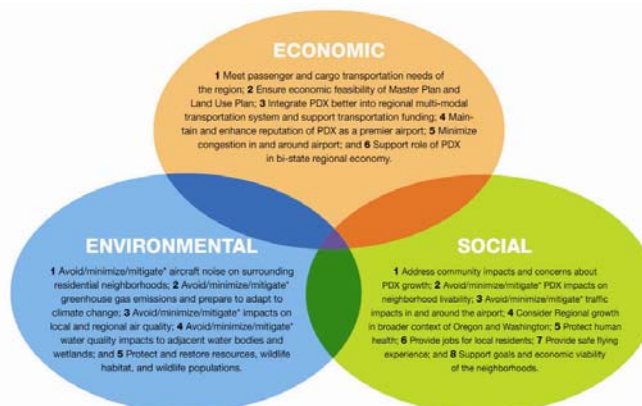 ECONOMIC
1 Meet passenger and cargo transportation needs of
the region; 2 Ensure economic feasibility of Master Plan and
Land Use Plan; 3 Integrate PDX better into regional multi-modal
transportation system and support transportation funding; 4 Main-
tain and enhance reputation of PDX as a premier airport; 5 Minimize
congestion in and around airport; and 6 Support role of PDX
in bi-state regional economy.
ENVIRONMENTAL
1 Avoid/minimize/mitigate* aircraft noise on surrounding
residential neighborhoods; 2 Avoid/minimize/mitigate*
greenhouse gas emissions and prepare to adapt to
climate change; 3 Avoid/minimize/mitigate* impacts on
local and regional air quality; 4 Avoid/minimize/mitigate*
water quality impacts to adjacent water bodies and
wetlands; and 5 Protect and restore resources, wildlife
habitat, and wildlife populations.
SOCIAL
1 Address community impacts and concerns about
PDX growth; 2 Avoid/minimize/mitigate* PDX impacts on
neighborhood livability; 3 Avoid/minimize/mitigate* traffic
impacts in and around the airport; 4 Consider Regional growth
in broader context of Oregon and Washington; 5 Protect human
health; 6 Provide jobs for local residents; 7 Provide safe flying
experience; and 8 Support goals and economic viability
of the neighborhoods.